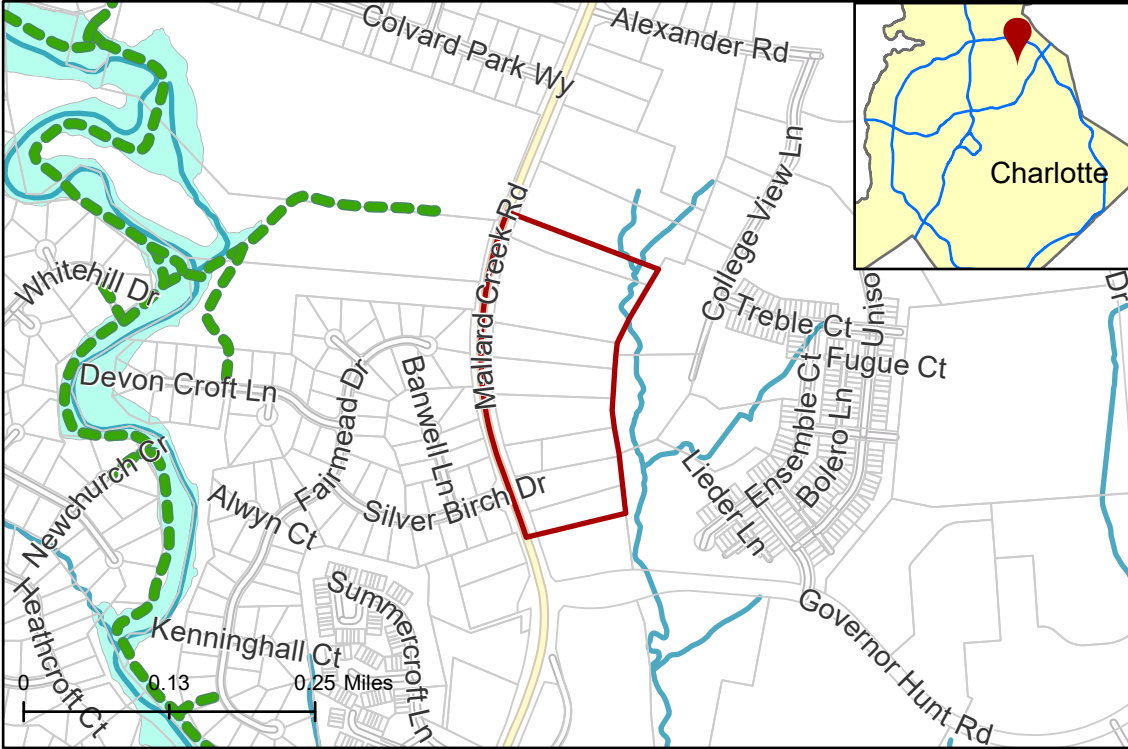 Colvard Park Wy
Alexander Rd
Charlotte
College View Ln
Mallard Creek Rd
Whitehill Dr
Treble Ct
Fugue Ct
Dr
Devon Croft Ln
Fairmead Dr
Banwell Ln
Ensemble Ct
Bolero Ln
Newchurch Cr
Alwyn Ct
Silver Birch Dr
Lieder Ln
Heathcroft Ct
Kenninghall Ct
Summercroft Ln
Governor Hunt Rd
0 0.13 0.25 Miles